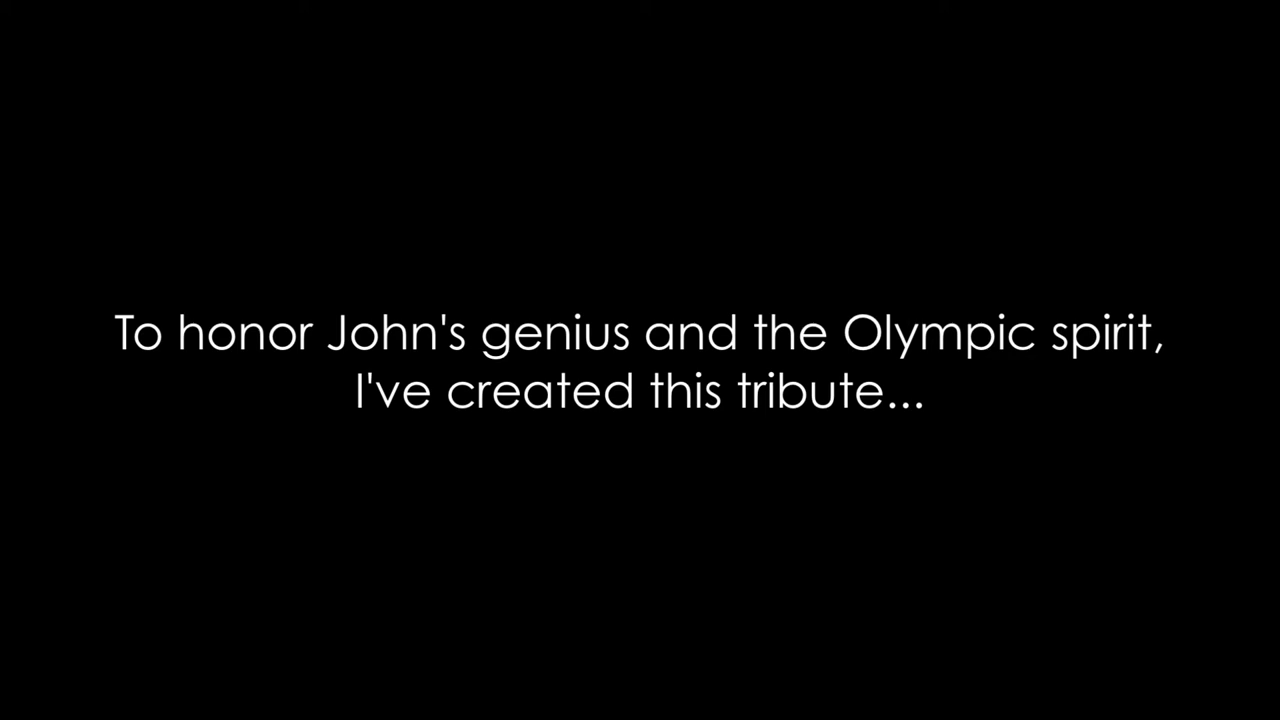 To honor John's genius and the Olympic spirit,
I've created this tribute...